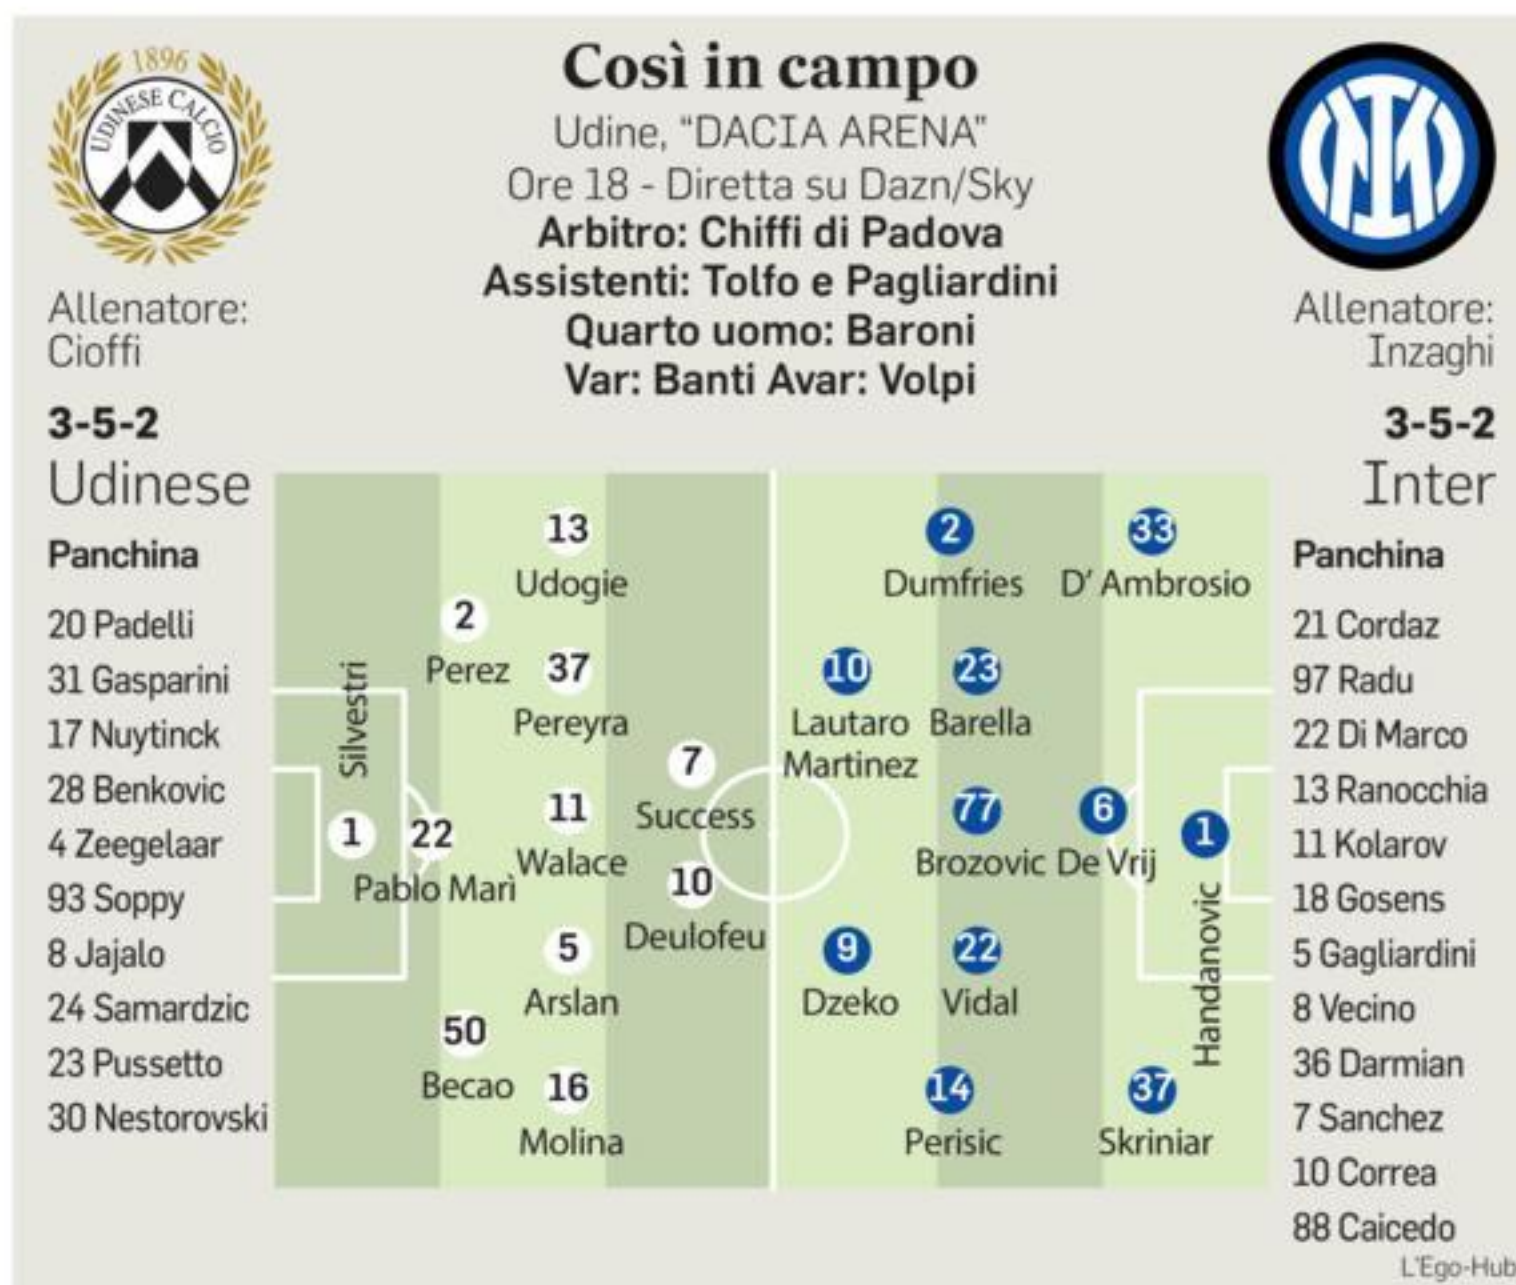 1896
UDINESE CALCIO
Così in campo
Udine, “DACIA ARENA”
Ore 18 - Diretta su Dazn/Sky
Arbitro: Chiffi di Padova
Assistenti: Tolfo e Pagliardini
Quarto uomo: Baroni
Var: Banti Avar: Volpi
Allenatore:
Cioffi
3-5-2
Udinese
Panchina
20 Padelli
31 Gasparini
17 Nuytinck
28 Benkovic
4 Zeegelaar
93 Soppy
8 Jajalo
24 Samardzic
23 Pussetto
30 Nestorovski
1
Silvestri
2
Perez
22
Pablo Marì
50
Becao
13
Udogie
37
Pereyra
11
Walace
5
Arslan
16
Molina
7
Success
10
Deulofeu
10
Lautaro
Martinez
9
Dzeko
2
Dumfries
23
Barella
77
Brozovic
22
Vidal
14
Perisic
33
D’ Ambrosio
6
De Vrij
37
Skriniar
1
Handanovic
IM
Allenatore:
Inzaghi
3-5-2
Inter
Panchina
21 Cordaz
97 Radu
22 Di Marco
13 Ranocchia
11 Kolarov
18 Gosens
5 Gagliardini
8 Vecino
36 Darmian
7 Sanchez
10 Correa
88 Caicedo
L'Ego-Hub